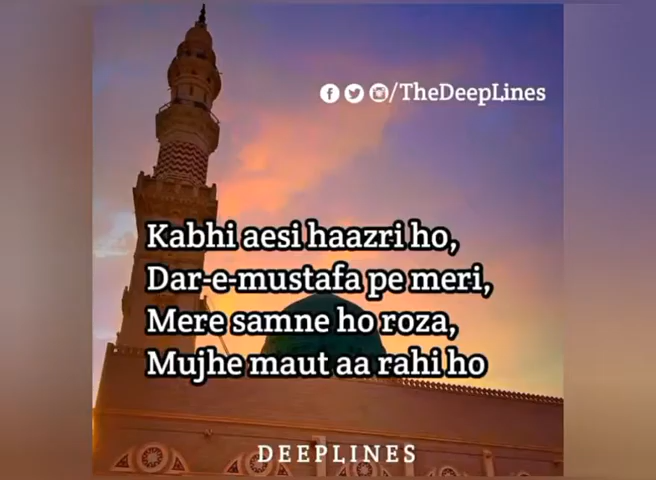 /TheDeepLines
Kabhi aesi haazri ho,
Dar-e-mustafa pe meri,
Mere samne ho roza,
Mujhe maut aa rahi ho
DEEPLINES